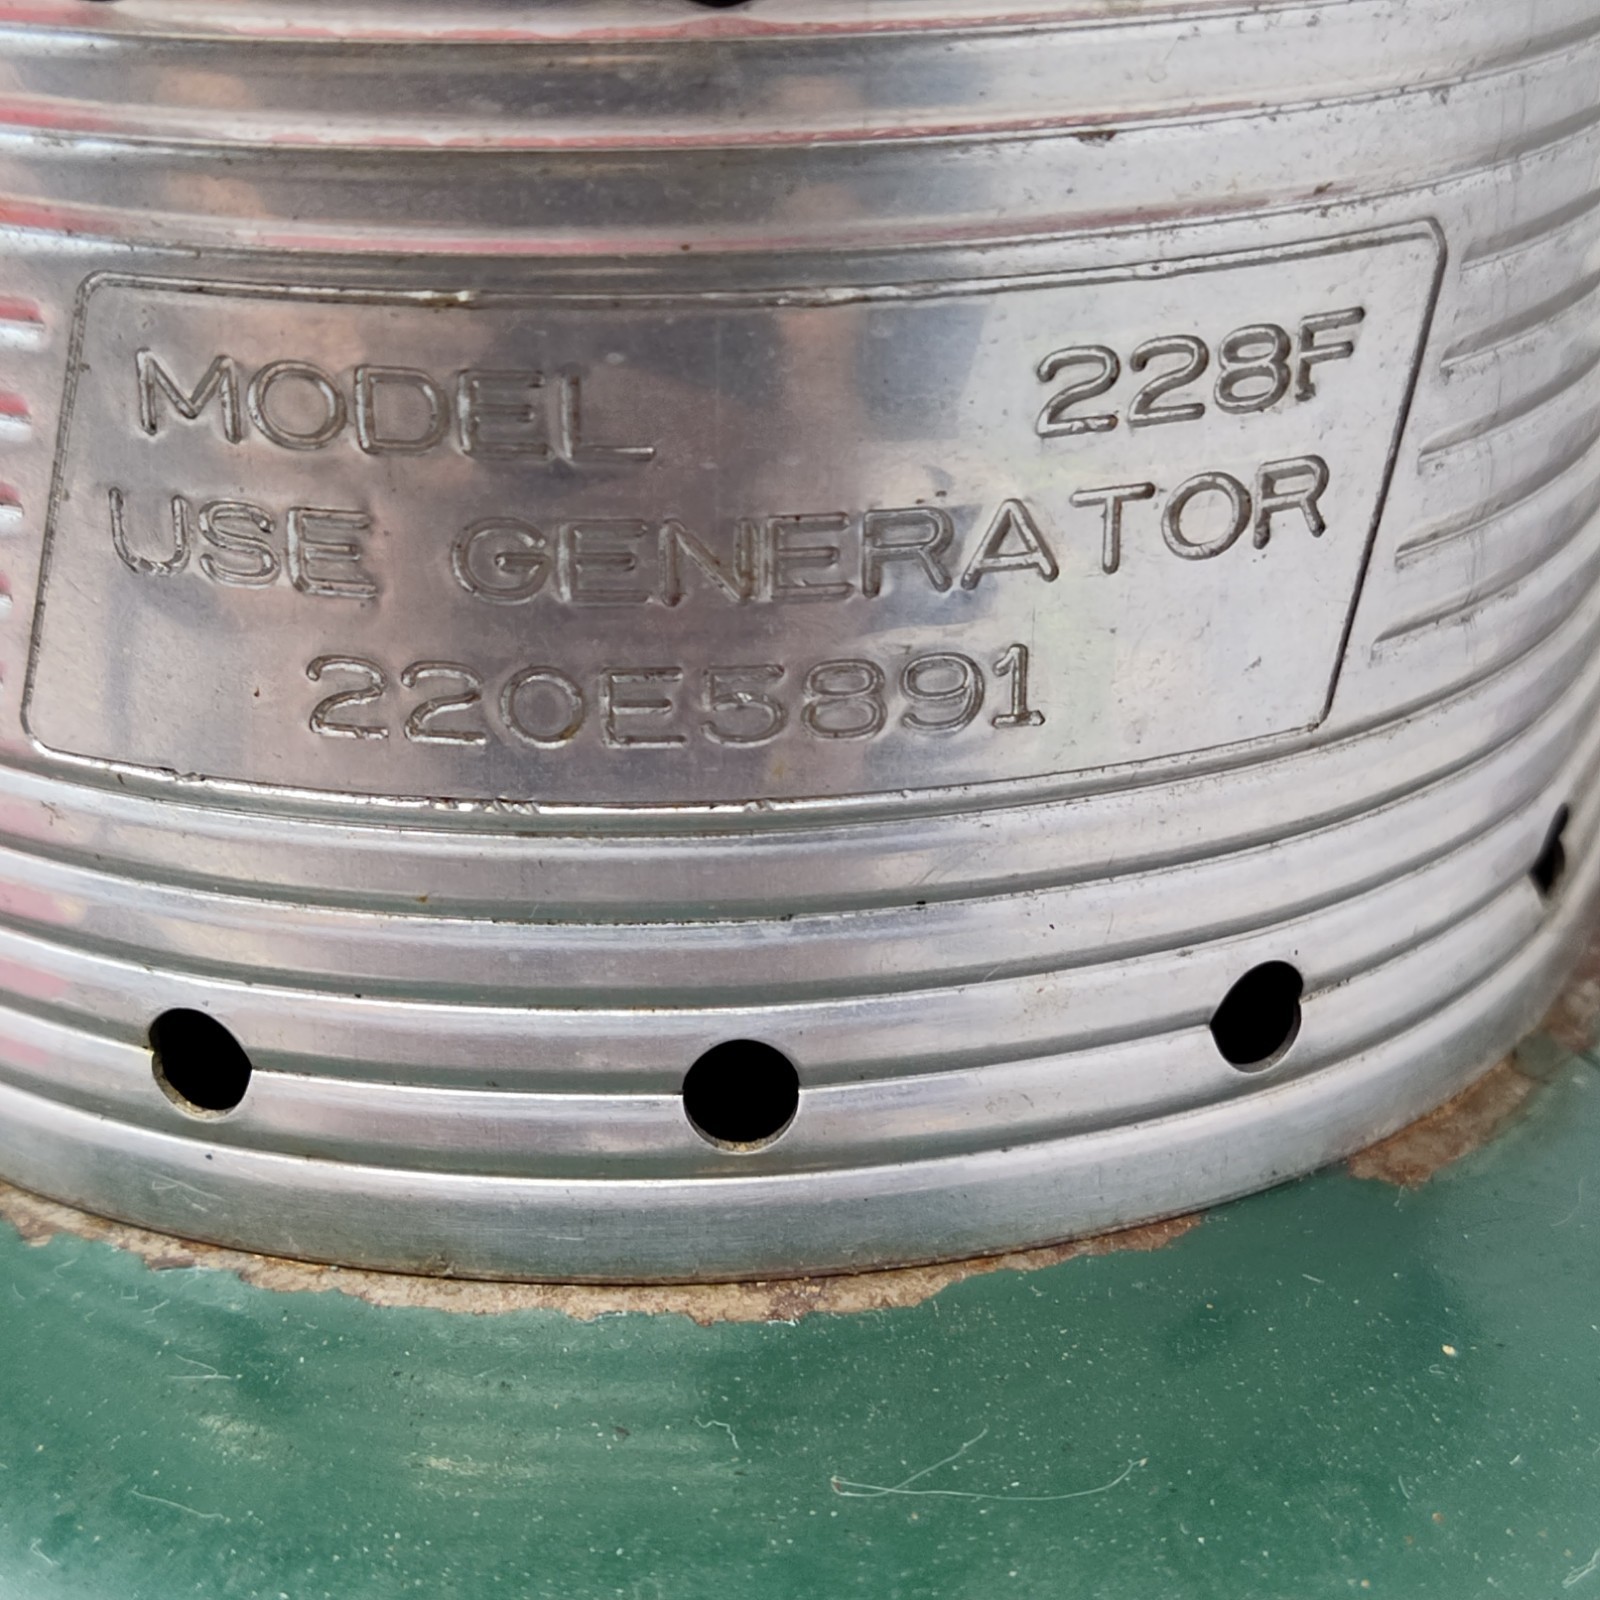 MODEL 228F
USE GENERATOR
220E5891